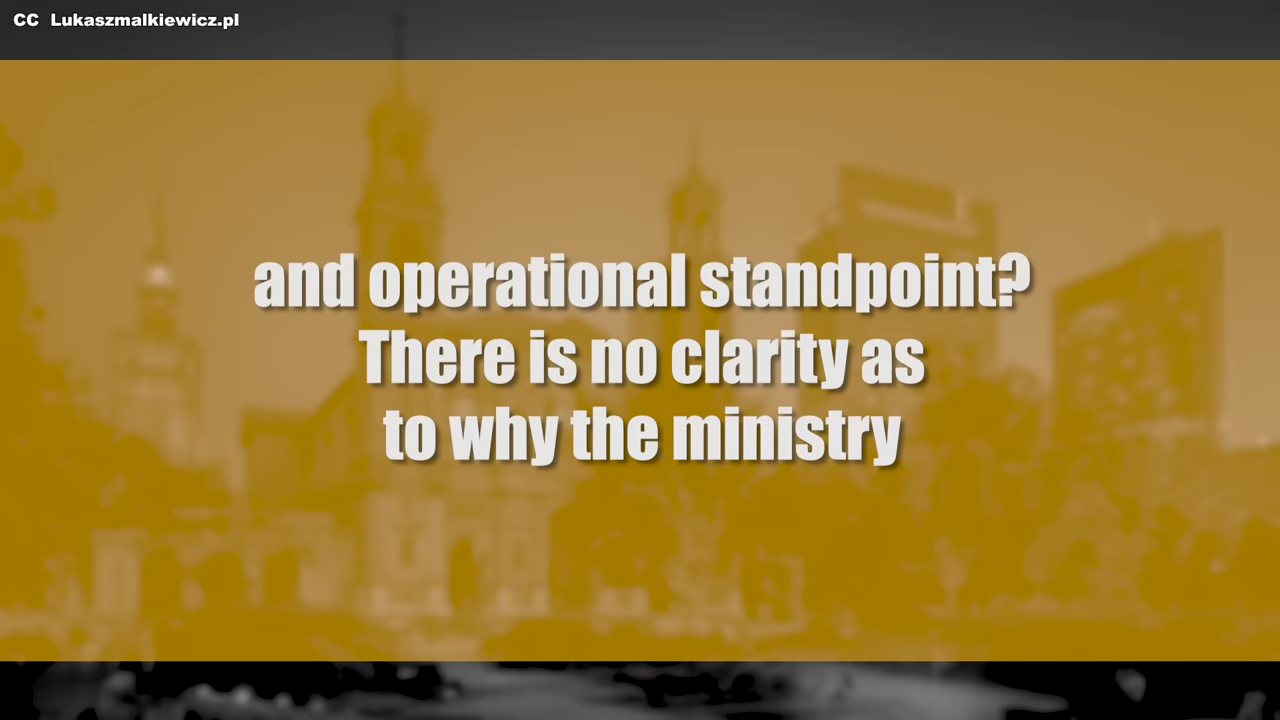 CC Lukaszmalkiewicz.pl
and operational standpoint?
There is no clarity as
to why the ministry